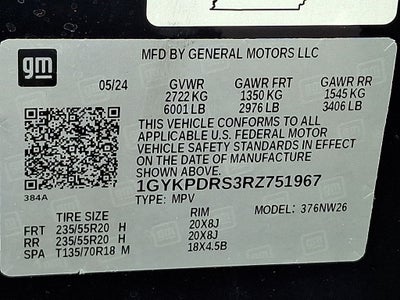 gm
MFD BY GENERAL MOTORS LLC
05/24 GVWR GAWR FRT GAWR RR
2722 KG 1350 KG 1545 KG
6001 LB 2976 LB 3406 LB
THIS VEHICLE CONFORMS TO ALL APPLICABLE
U.S. FEDERAL MOTOR
VEHICLE SAFETY STANDARDS IN EFFECT
ON THE DATE OF MANUFACTURE
SHOWN ABOVE.
1GYKPDRS3RZ751967
384A
TYPE: MPV
MODEL: 376NW26
TIRE SIZE RIM
FRT 235/55R20 H 20X8J
RR 235/55R20 H 20X8J
SPA T135/70R18 M 18X4.5B